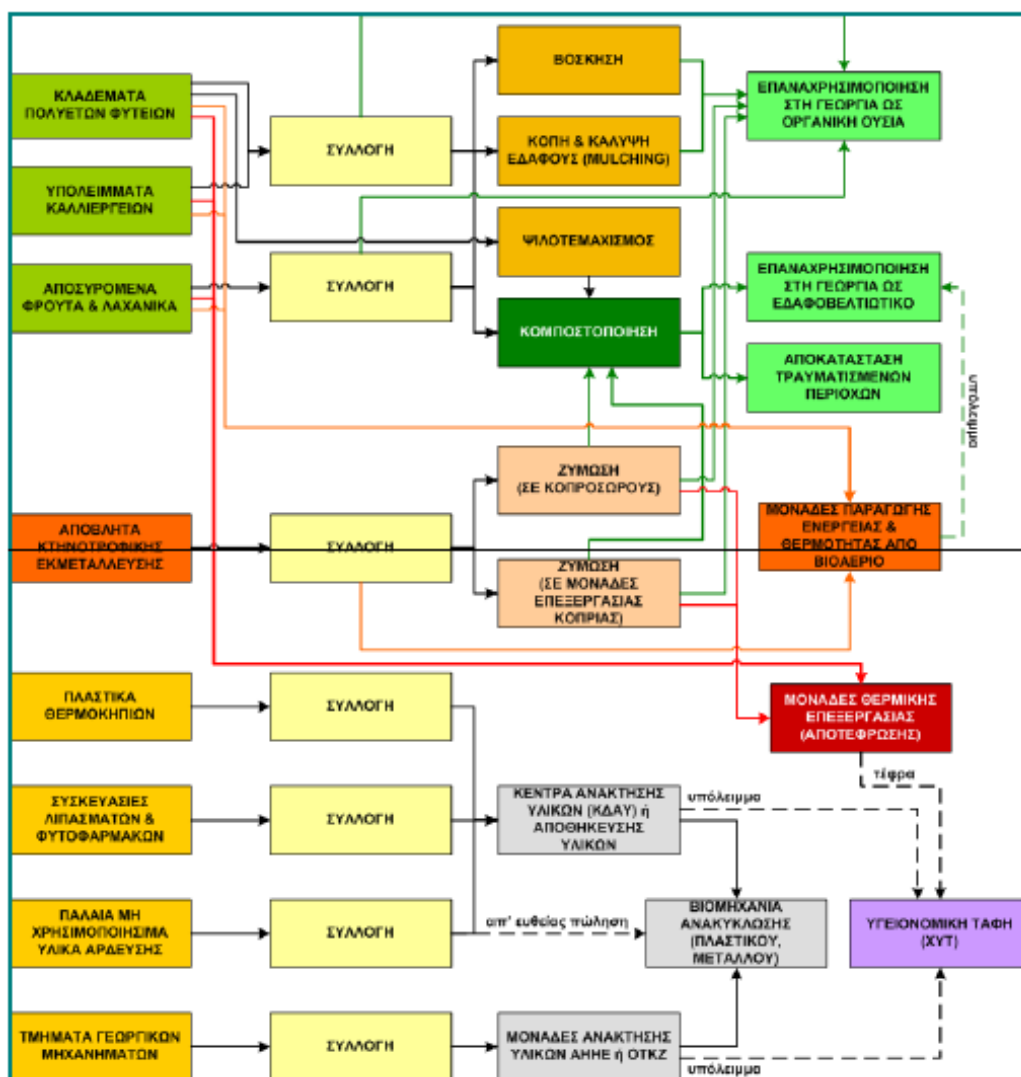 ΚΛΑΔΕΜΑΤΑ
ΠΟΛΥΕΤΩΝ ΦΥΤΕΙΩΝ
ΥΠΟΛΕΙΜΜΑΤΑ
ΚΑΛΛΙΕΡΓΕΙΩΝ
ΑΠΟΣΥΡΟΜΕΝΑ
ΦΡΟΥΤΑ & ΛΑΧΑΝΙΚΑ
ΣΥΛΛΟΓΗ
ΣΥΛΛΟΓΗ
ΒΟΣΚΗΣΗ
ΚΟΠΗ & ΚΑΛΥΨΗ
ΕΔΑΦΟΥΣ (MULCHING)
ΨΙΛΟΤΕΜΑΧΙΣΜΟΣ
ΚΟΜΠΟΣΤΟΠΟΙΗΣΗ
ΕΠΑΝΑΧΡΗΣΙΜΟΠΟΙΗΣΗ
ΣΤΗ ΓΕΩΡΓΙΑ ΩΣ
ΟΡΓΑΝΙΚΗ ΟΥΣΙΑ
ΕΠΑΝΑΧΡΗΣΙΜΟΠΟΙΗΣΗ
ΣΤΗ ΓΕΩΡΓΙΑ ΩΣ
ΕΔΑΦΟΒΕΛΤΙΩΤΙΚΟ
ΑΠΟΚΑΤΑΣΤΑΣΗ
ΤΡΑΥΜΑΤΙΣΜΕΝΩΝ
ΠΕΡΙΟΧΩΝ
υπόλειμμα
ΑΠΟΒΛΗΤΑ
ΚΤΗΝΟΤΡΟΦΙΚΗΣ
ΕΚΜΕΤΑΛΛΕΥΣΗΣ
ΣΥΛΛΟΓΗ
ΖΥΜΩΣΗ
(ΣΕ ΚΟΠΡΟΣΩΡΟΥΣ)
ΖΥΜΩΣΗ
(ΣΕ ΜΟΝΑΔΕΣ
ΕΠΕΞΕΡΓΑΣΙΑΣ
ΚΟΠΡΙΑΣ)
ΜΟΝΑΔΕΣ ΠΑΡΑΓΩΓΗΣ
ΕΝΕΡΓΕΙΑΣ &
ΘΕΡΜΟΤΗΤΑΣ ΑΠΟ
ΒΙΟΑΕΡΙΟ
ΠΛΑΣΤΙΚΑ
ΘΕΡΜΟΚΗΠΙΩΝ
ΣΥΛΛΟΓΗ
ΜΟΝΑΔΕΣ ΘΕΡΜΙΚΗΣ
ΕΠΕΞΕΡΓΑΣΙΑΣ
(ΑΠΟΤΕΦΡΩΣΗΣ)
τέφρα
ΣΥΣΚΕΥΑΣΙΕΣ
ΛΙΠΑΣΜΑΤΩΝ &
ΦΥΤΟΦΑΡΜΑΚΩΝ
ΣΥΛΛΟΓΗ
ΚΕΝΤΡΑ ΑΝΑΚΤΗΣΗΣ
ΥΛΙΚΩΝ (ΚΔΑΥ) ή
ΑΠΟΘΗΚΕΥΣΗΣ
ΥΛΙΚΩΝ
υπόλειμμα
ΠΑΛΑΙΑ ΜΗ
ΧΡΗΣΙΜΟΠΟΙΗΣΙΜΑ
ΥΛΙΚΑ ΑΡΔΕΥΣΗΣ
ΣΥΛΛΟΓΗ
απ' ευθείας πώληση
ΒΙΟΜΗΧΑΝΙΑ
ΑΝΑΚΥΚΛΩΣΗΣ
(ΠΛΑΣΤΙΚΟΥ,
ΜΕΤΑΛΛΟΥ)
ΥΓΕΙΟΝΟΜΙΚΗ ΤΑΦΗ
(ΧΥΤ)
ΤΜΗΜΑΤΑ ΓΕΩΡΓΙΚΩΝ
ΜΗΧΑΝΗΜΑΤΩΝ
ΣΥΛΛΟΓΗ
ΜΟΝΑΔΕΣ ΑΝΑΚΤΗΣΗΣ
ΥΛΙΚΩΝ ΑΗΗΕ ή ΟΤΚΖ
υπόλειμμα